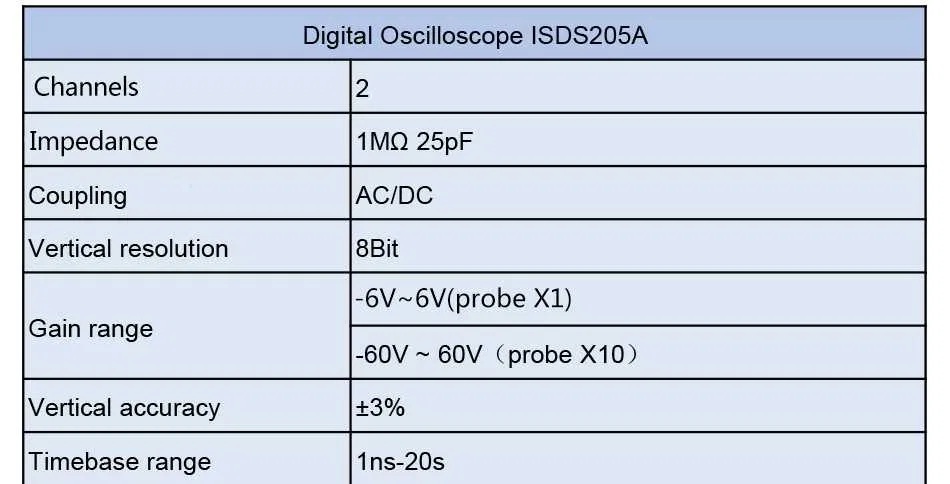 Digital Oscilloscope ISDS205A
Channels 2
Impedance 1MΩ 25pF
Coupling AC/DC
Vertical resolution 8Bit
Gain range
-6V~6V(probe X1)
-60V ~ 60V（probe X10）
Vertical accuracy ±3%
Timebase range 1ns-20s